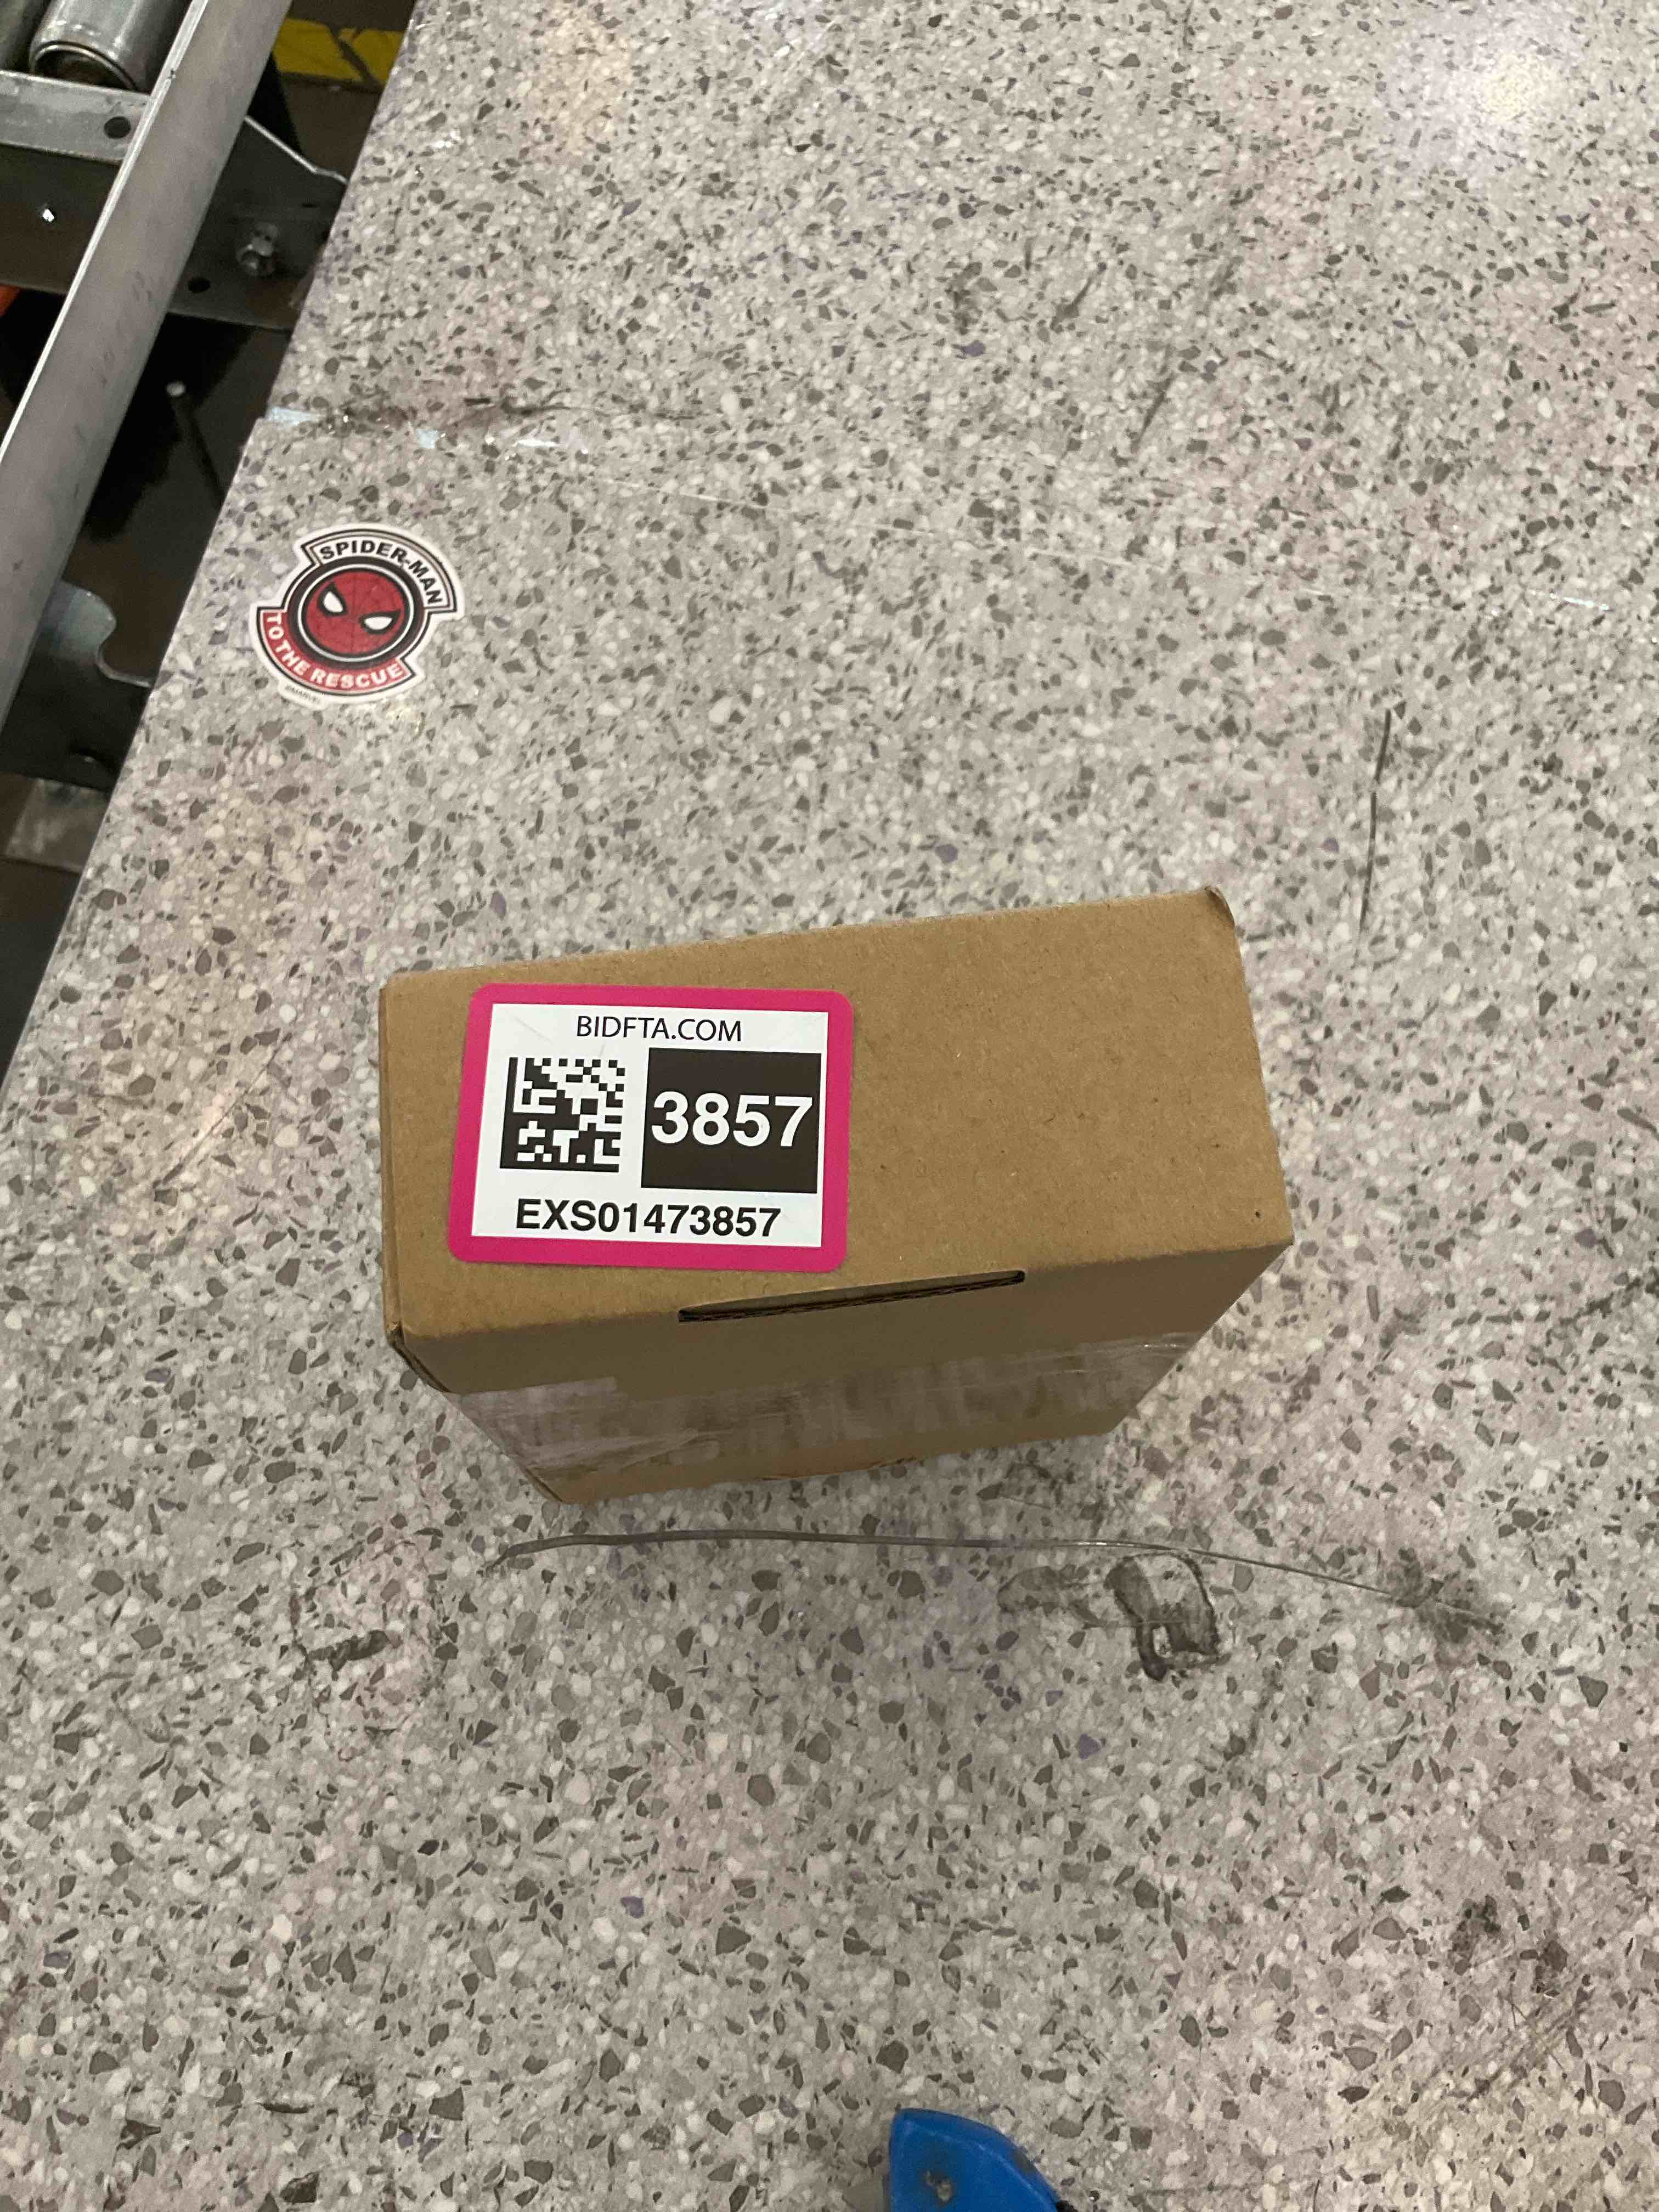 SPIDER-MAN
TO THE RESCUE
BIDFTA.COM
3857
EXS01473857